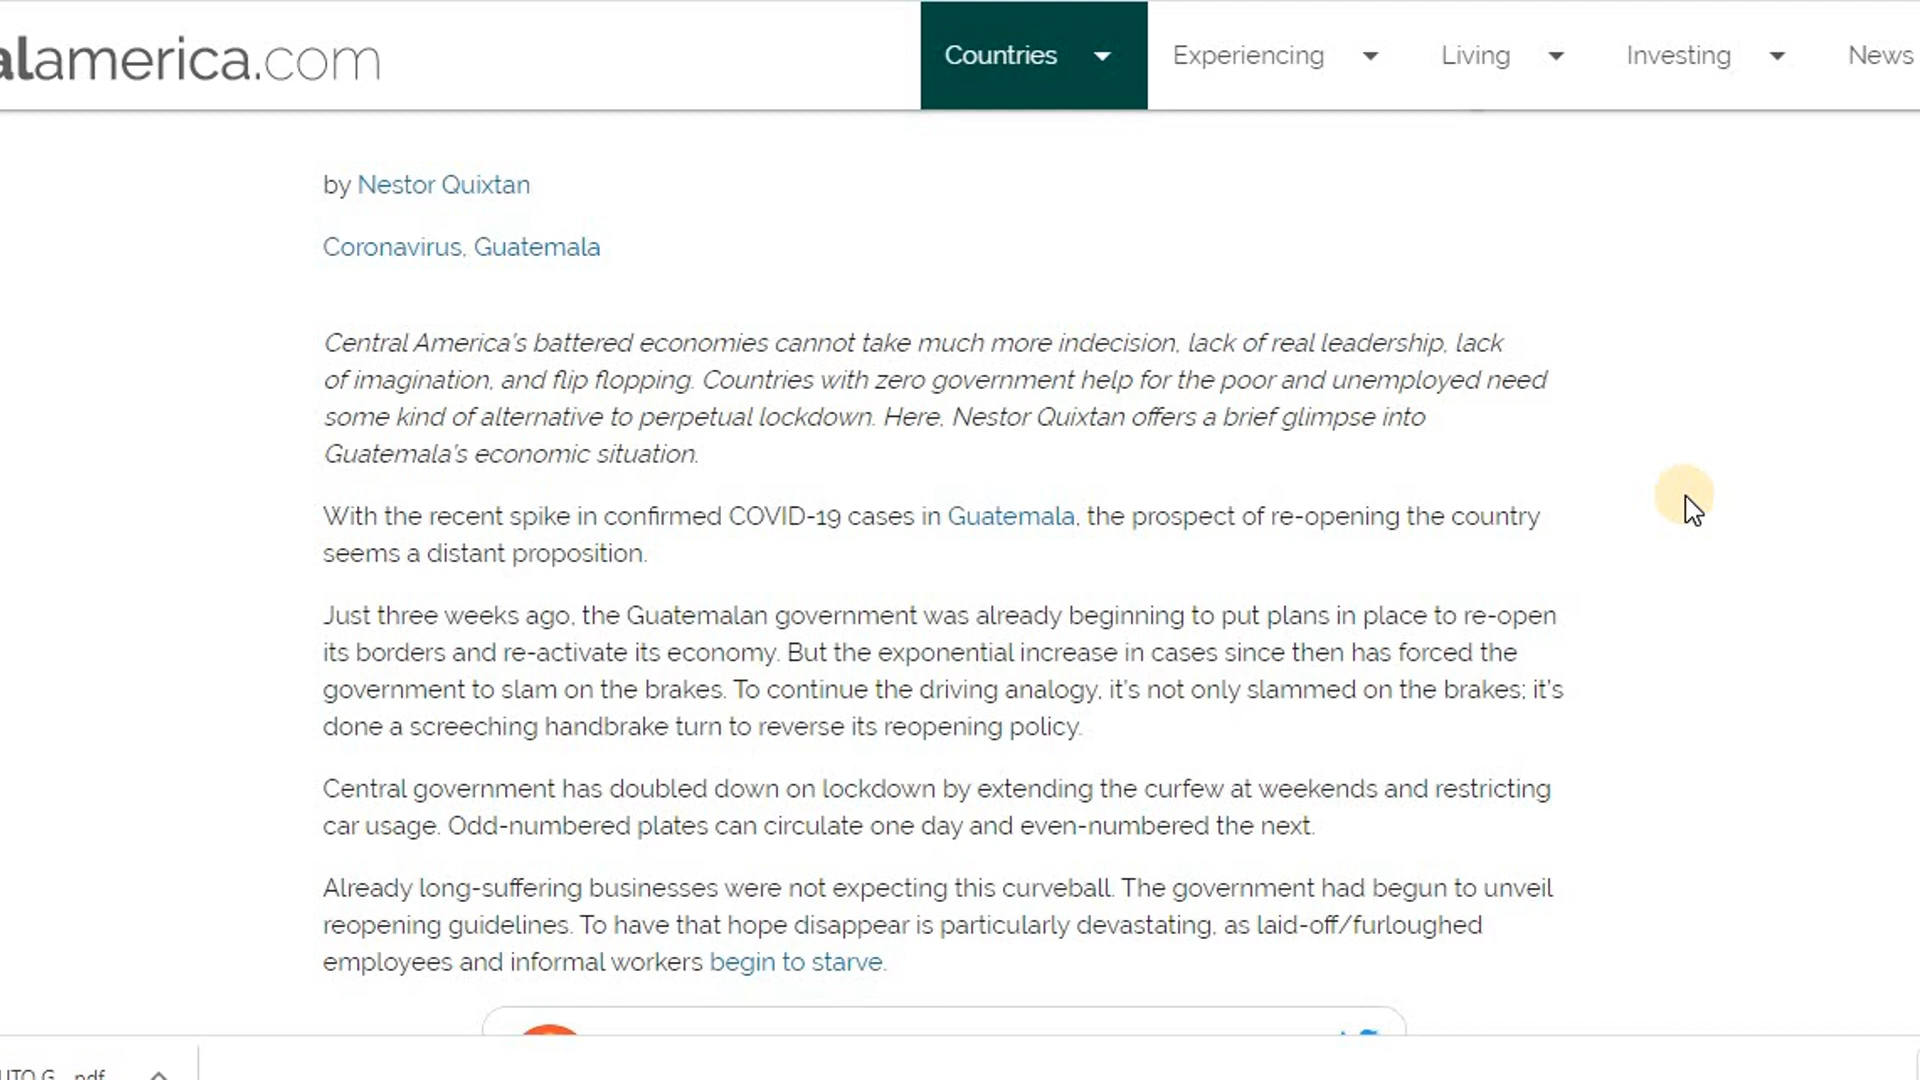 alamerica.com
Countries
Experiencing
Living
Investing
News
by Nestor Quixtan
Coronavirus, Guatemala
Central America's battered economies cannot take much more indecision, lack of real leadership, lack
of imagination, and flip flopping. Countries with zero government help for the poor and unemployed need
some kind of alternative to perpetual lockdown. Here, Nestor Quixtan offers a brief glimpse into
Guatemala's economic situation.
With the recent spike in confirmed COVID-19 cases in Guatemala, the prospect of re-opening the country
seems a distant proposition.
Just three weeks ago, the Guatemalan government was already beginning to put plans in place to re-open
its borders and re-activate its economy. But the exponential increase in cases since then has forced the
government to slam on the brakes. To continue the driving analogy, it's not only slammed on the brakes; it's
done a screeching handbrake turn to reverse its reopening policy.
Central government has doubled down on lockdown by extending the curfew at weekends and restricting
car usage. Odd-numbered plates can circulate one day and even-numbered the next.
Already long-suffering businesses were not expecting this curveball. The government had begun to unveil
reopening guidelines. To have that hope disappear is particularly devastating, as laid-off/furloughed
employees and informal workers begin to starve.
UTO G....pdf